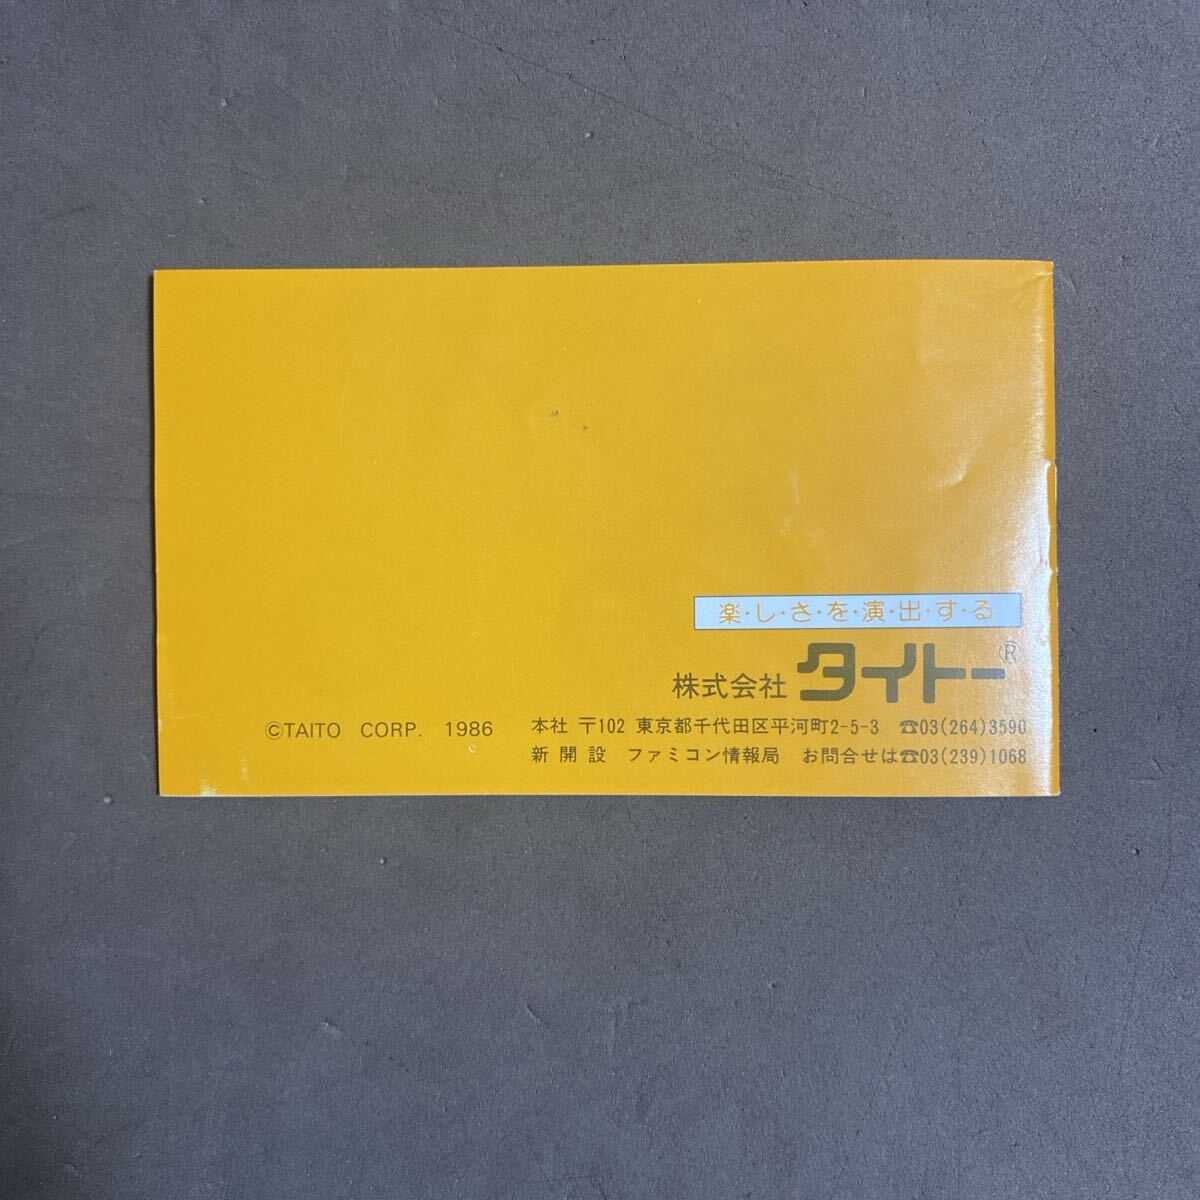 楽・し・さ・を・演・出・す・る
株式会社 タイトー®
©TAITO CORP. 1986 本社 〒102 東京都千代田区平河町2-5-3 ☎03(264)3590
新開設 ファミコン情報局 お問合せは☎03(239)1068